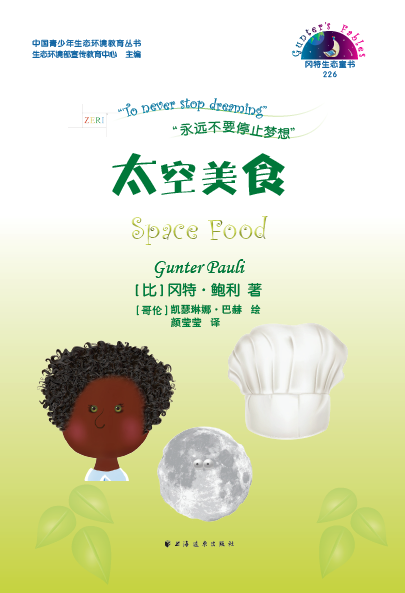 中国青少年生态环境教育丛书
生态环境部宣传教育中心 主编
Gunter's Fables
冈特生态童书
226
ZERI
"To never stop dreaming"
"永远不要停止梦想"
太空美食
Space Food
Gunter Pauli
[比] 冈特·鲍利 著
[哥伦] 凯瑟琳娜·巴赫 绘
颜莹莹 译
上海远东出版社